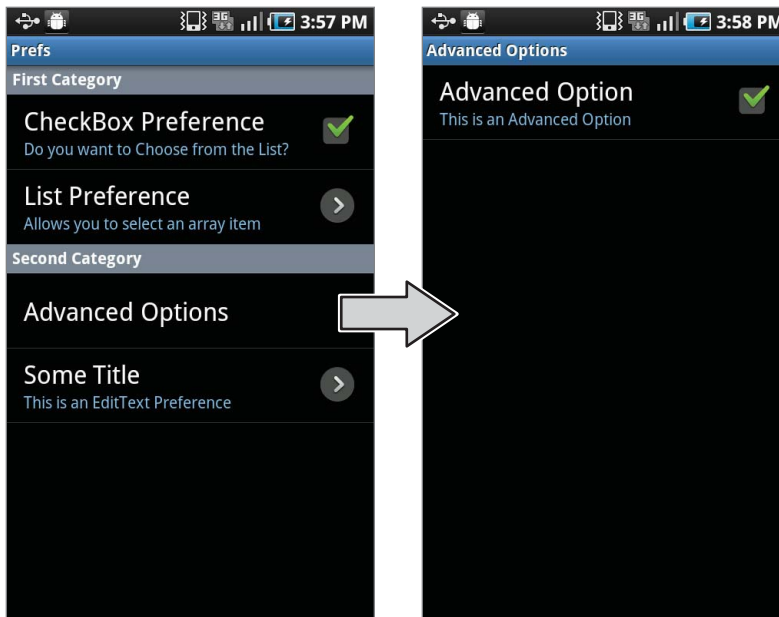 3G 3:57 PM
Prefs
First Category
CheckBox Preference
Do you want to Choose from the List?
List Preference
Allows you to select an array item
Second Category
Advanced Options
Some Title
This is an EditText Preference
3G 3:58 PM
Advanced Options
Advanced Option
This is an Advanced Option